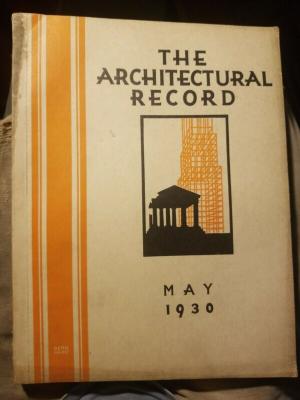 THE
ARCHITECTURAL
RECORD
MAY
1930